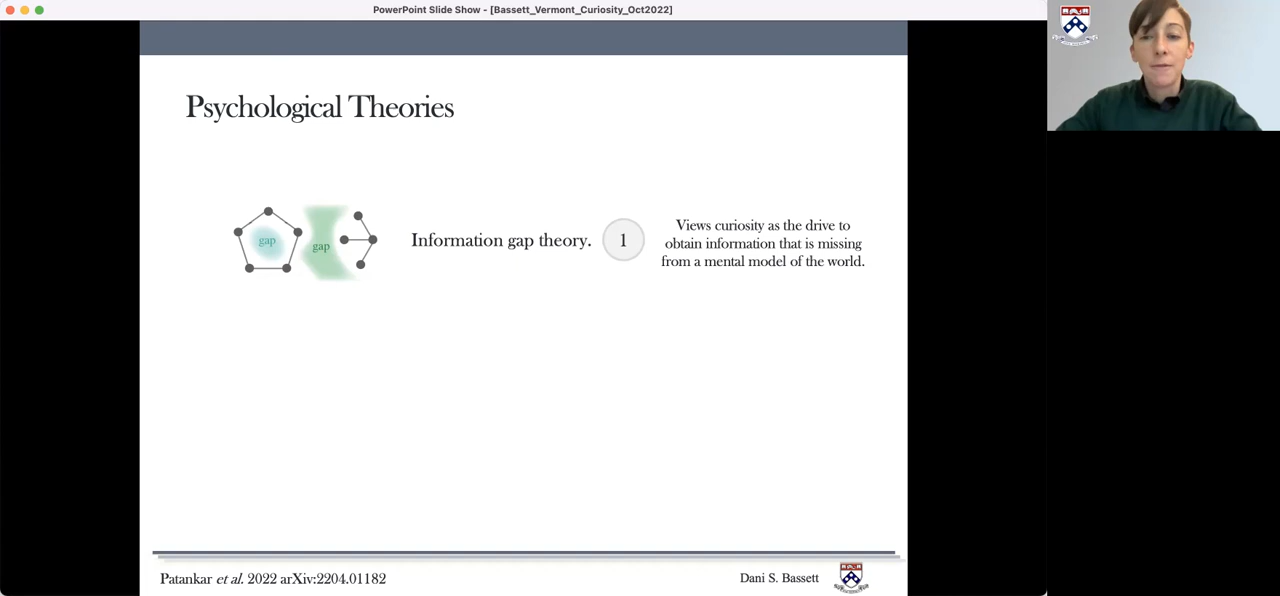 PowerPoint Slide Show - [Bassett_Vermont_Curiosity_Oct2022]
Psychological Theories
gap
gap
Information gap theory.
1
Views curiosity as the drive to
obtain information that is missing
from a mental model of the world.
Patankar et al. 2022 arXiv:2204.01182
Dani S. Bassett